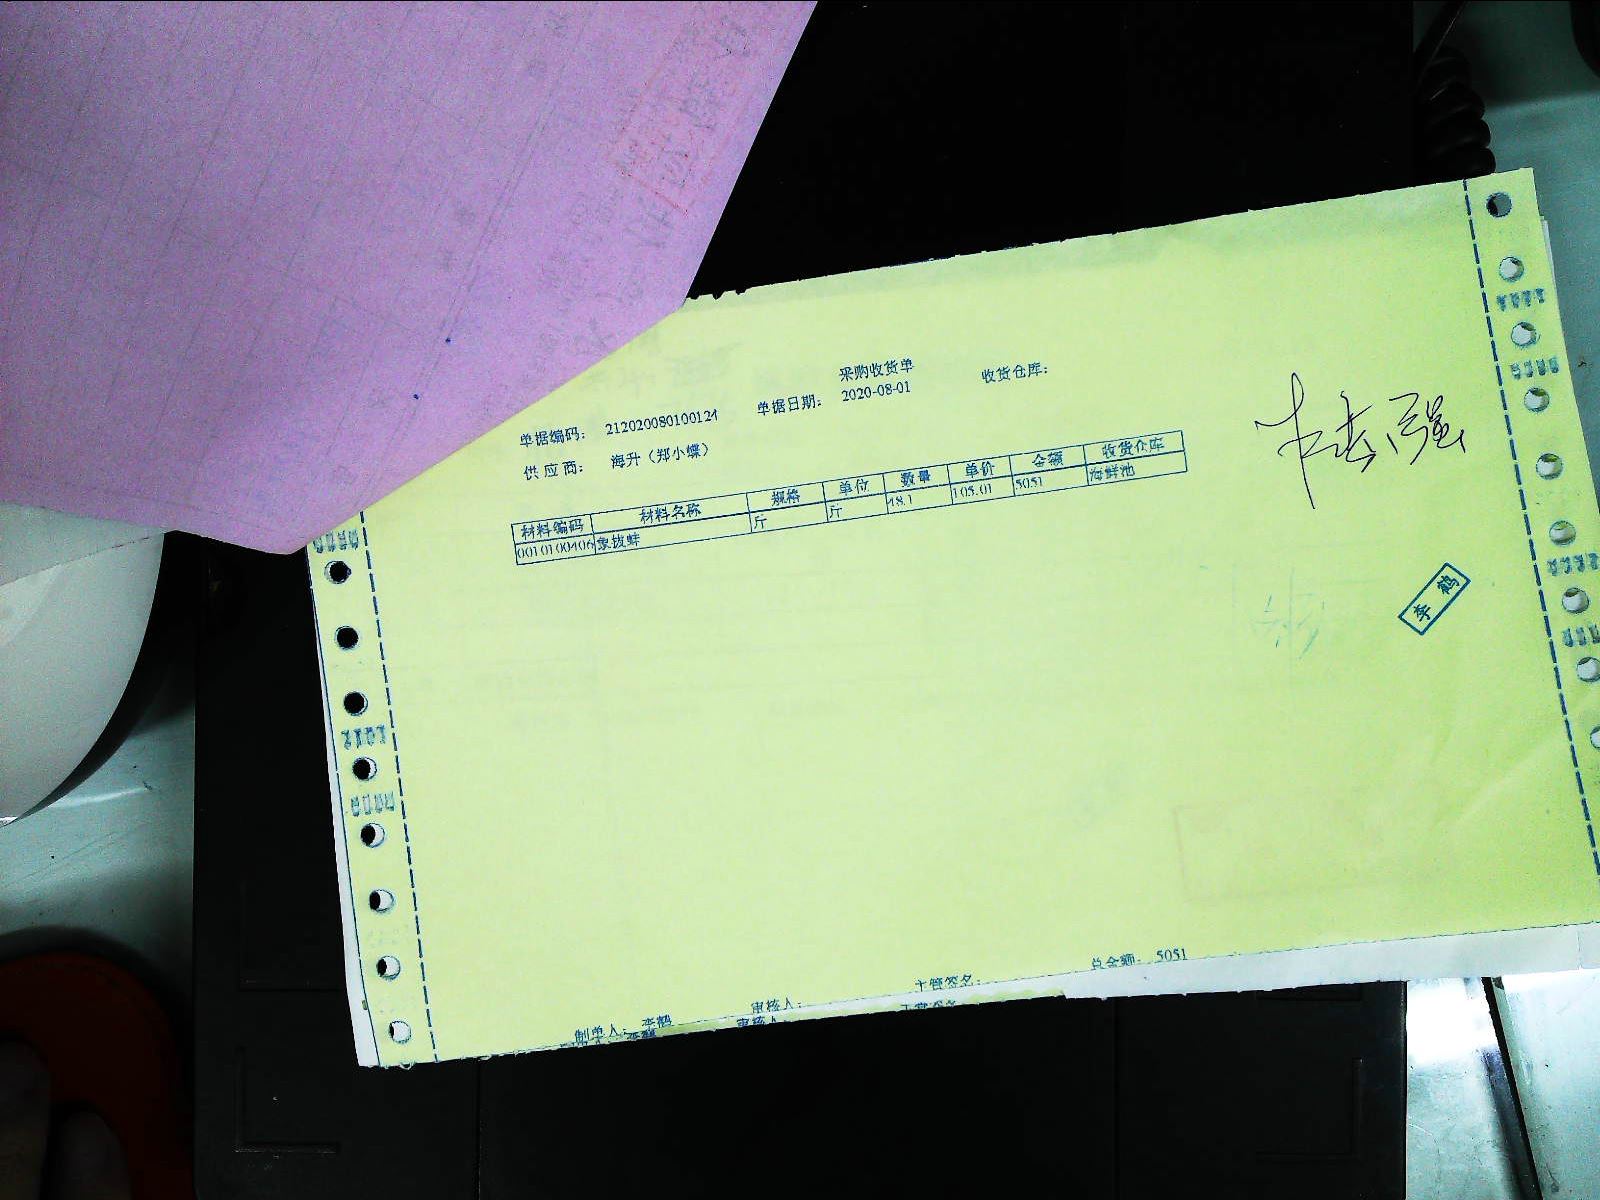 采购收货单
单据编码: 212020080100124 单据日期: 2020-08-01 收货仓库:
供应商: 海升（郑小蝶）
材料编码 材料名称 规格 单位 数量 单价 金额 收货仓库
0010100406 象拔蚌 斤 斤 48.1 105.01 5051 海鲜池
李鹤
制单人: 李鹤 审核人: 主管签名: 总金额: 5051